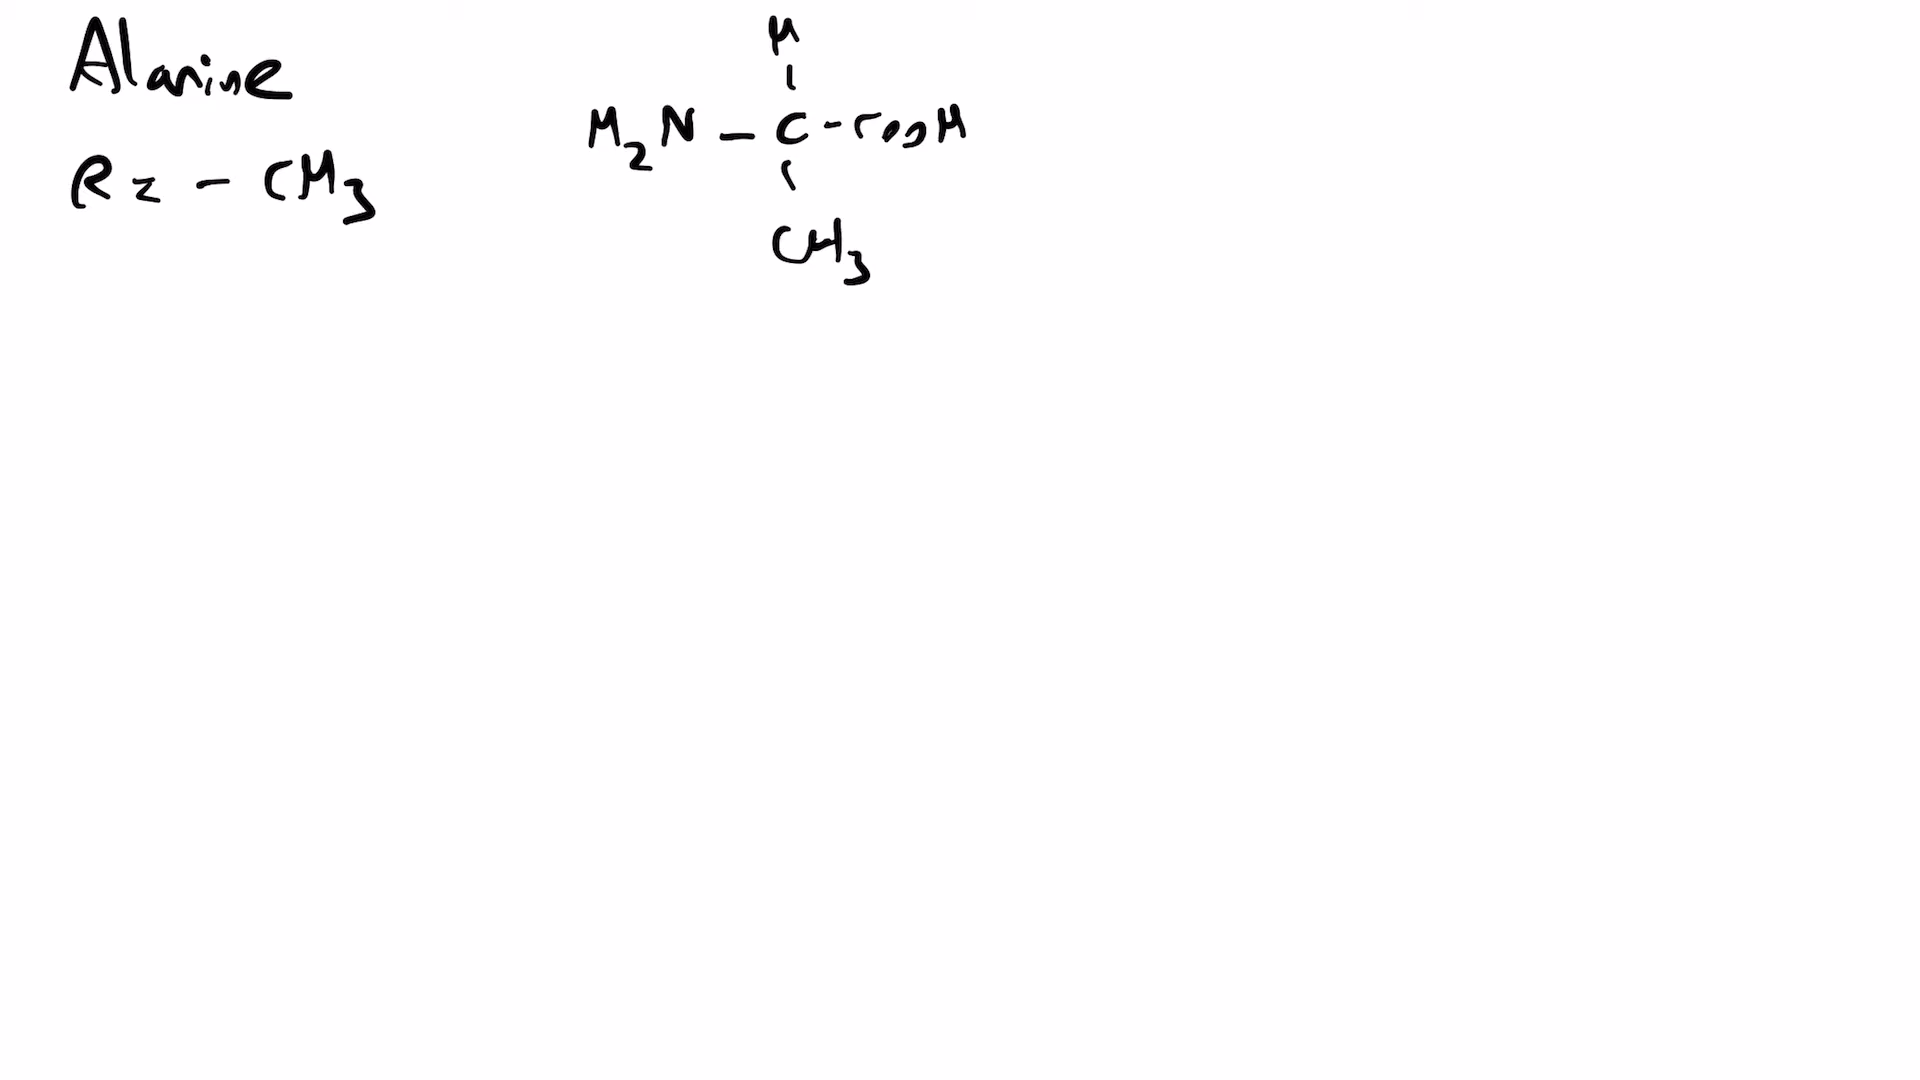 Alanine
R = - CH3
H
H2N - C - COOH
CH3